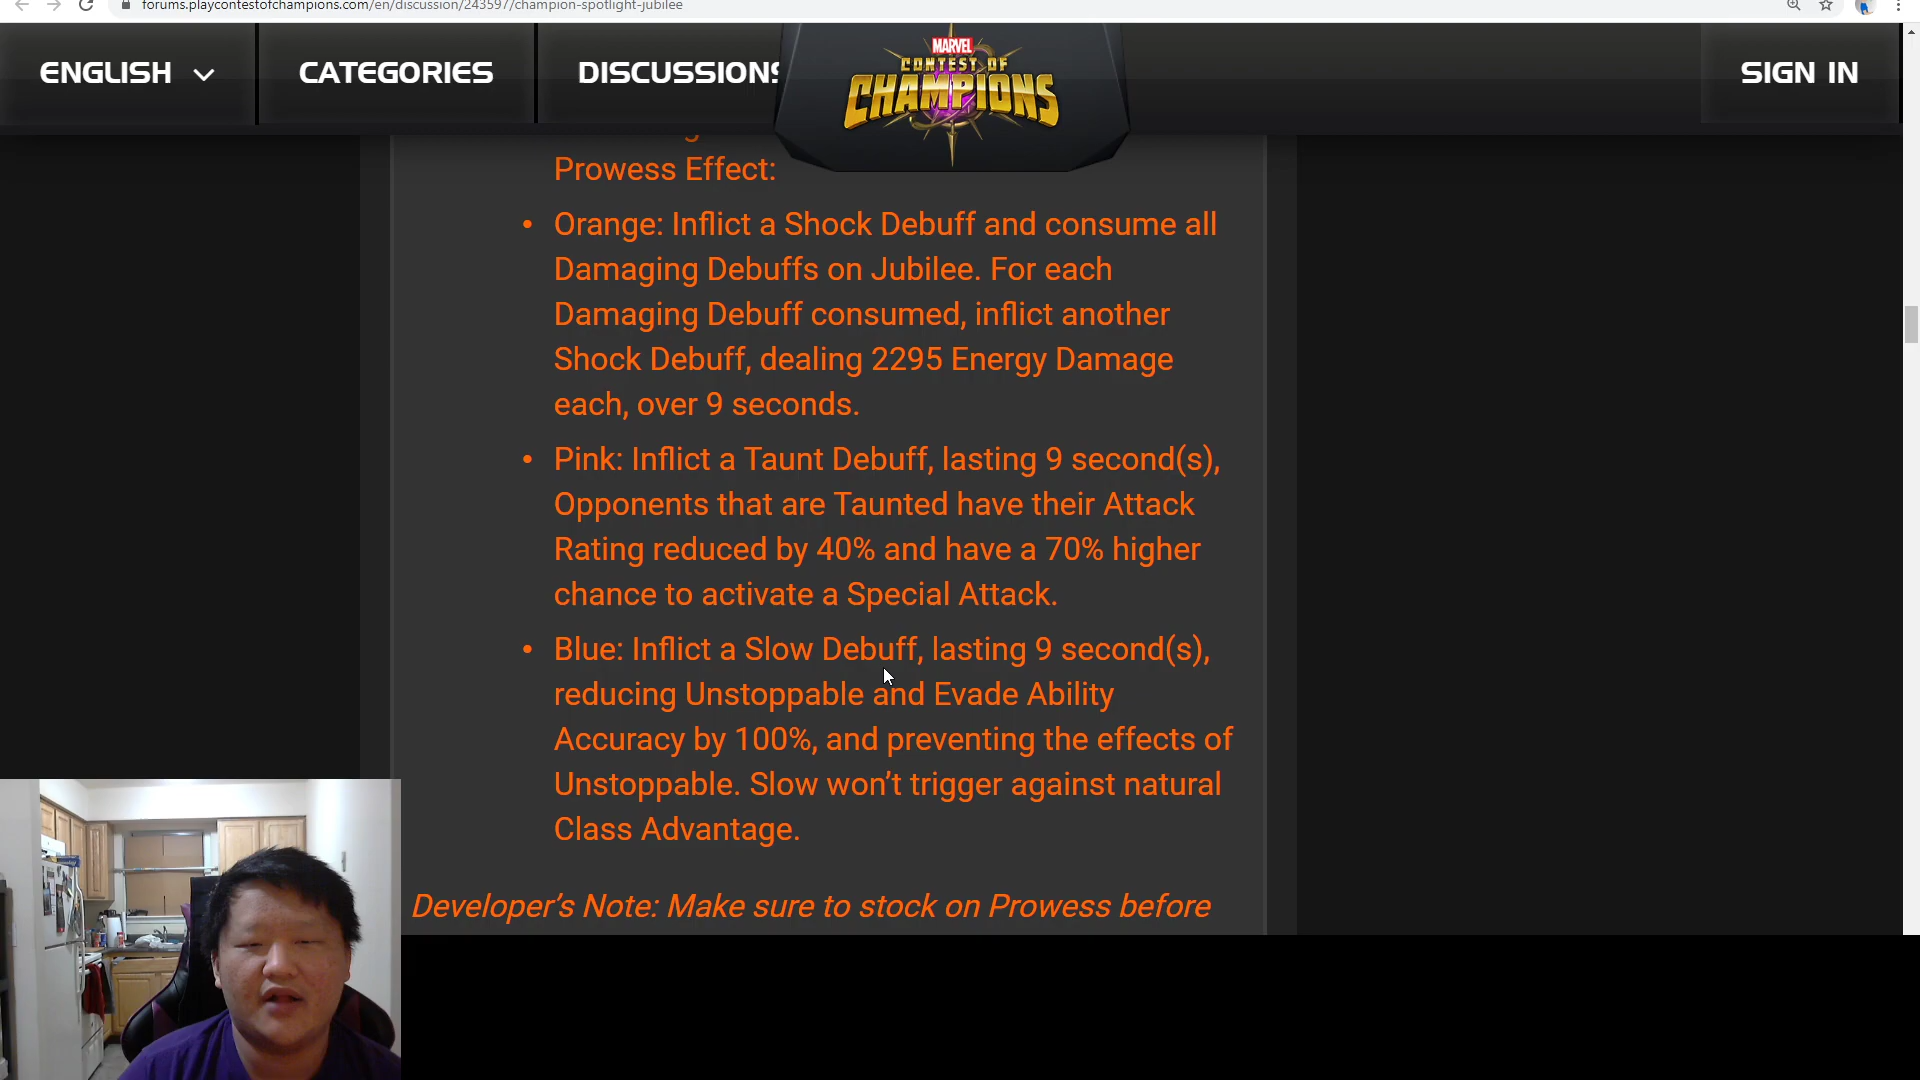 forums.playcontestofchampions.com/en/discussion/243597/champion-spotlight-jubilee
ENGLISH
CATEGORIES
DISCUSSIONS
MARVEL
CONTEST OF
CHAMPIONS
SIGN IN
Prowess Effect:
• Orange: Inflict a Shock Debuff and consume all
Damaging Debuffs on Jubilee. For each
Damaging Debuff consumed, inflict another
Shock Debuff, dealing 2295 Energy Damage
each, over 9 seconds.
• Pink: Inflict a Taunt Debuff, lasting 9 second(s),
Opponents that are Taunted have their Attack
Rating reduced by 40% and have a 70% higher
chance to activate a Special Attack.
• Blue: Inflict a Slow Debuff, lasting 9 second(s),
reducing Unstoppable and Evade Ability
Accuracy by 100%, and preventing the effects of
Unstoppable. Slow won't trigger against natural
Class Advantage.
Developer's Note: Make sure to stock on Prowess before